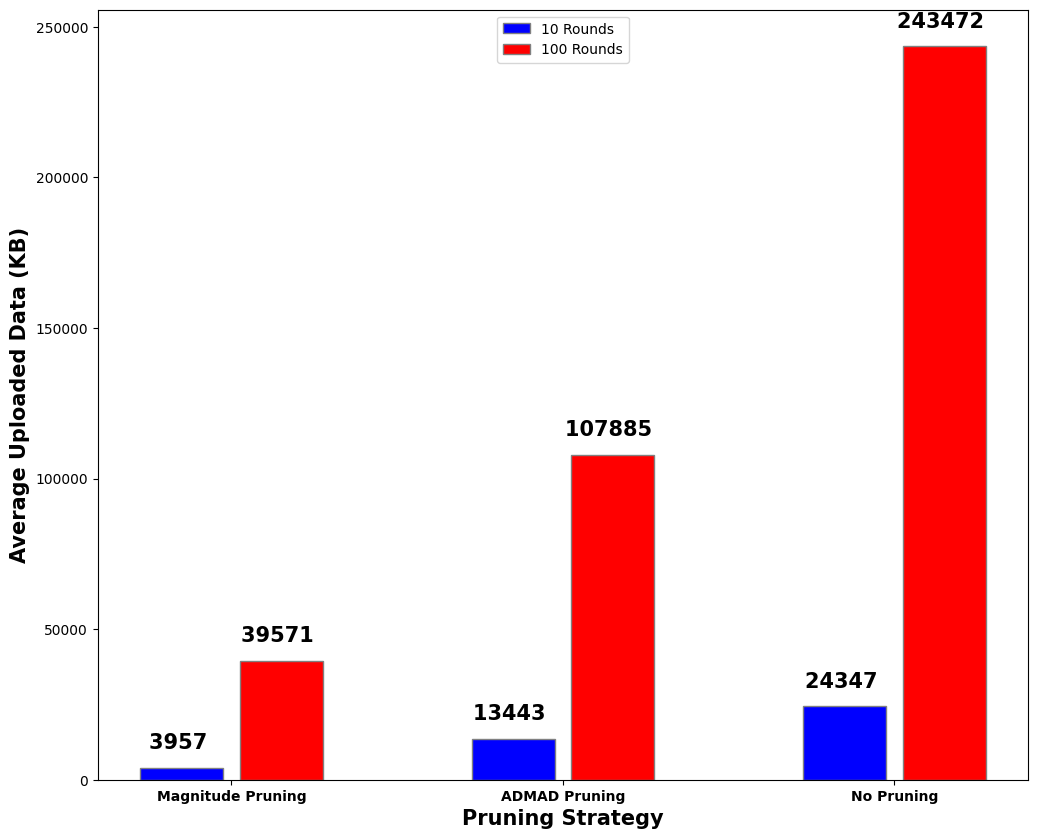 243472
10 Rounds
100 Rounds
250000
200000
150000
100000
50000
0
Average Uploaded Data (KB)
107885
39571
24347
13443
3957
Magnitude Pruning
ADMAD Pruning
No Pruning
Pruning Strategy